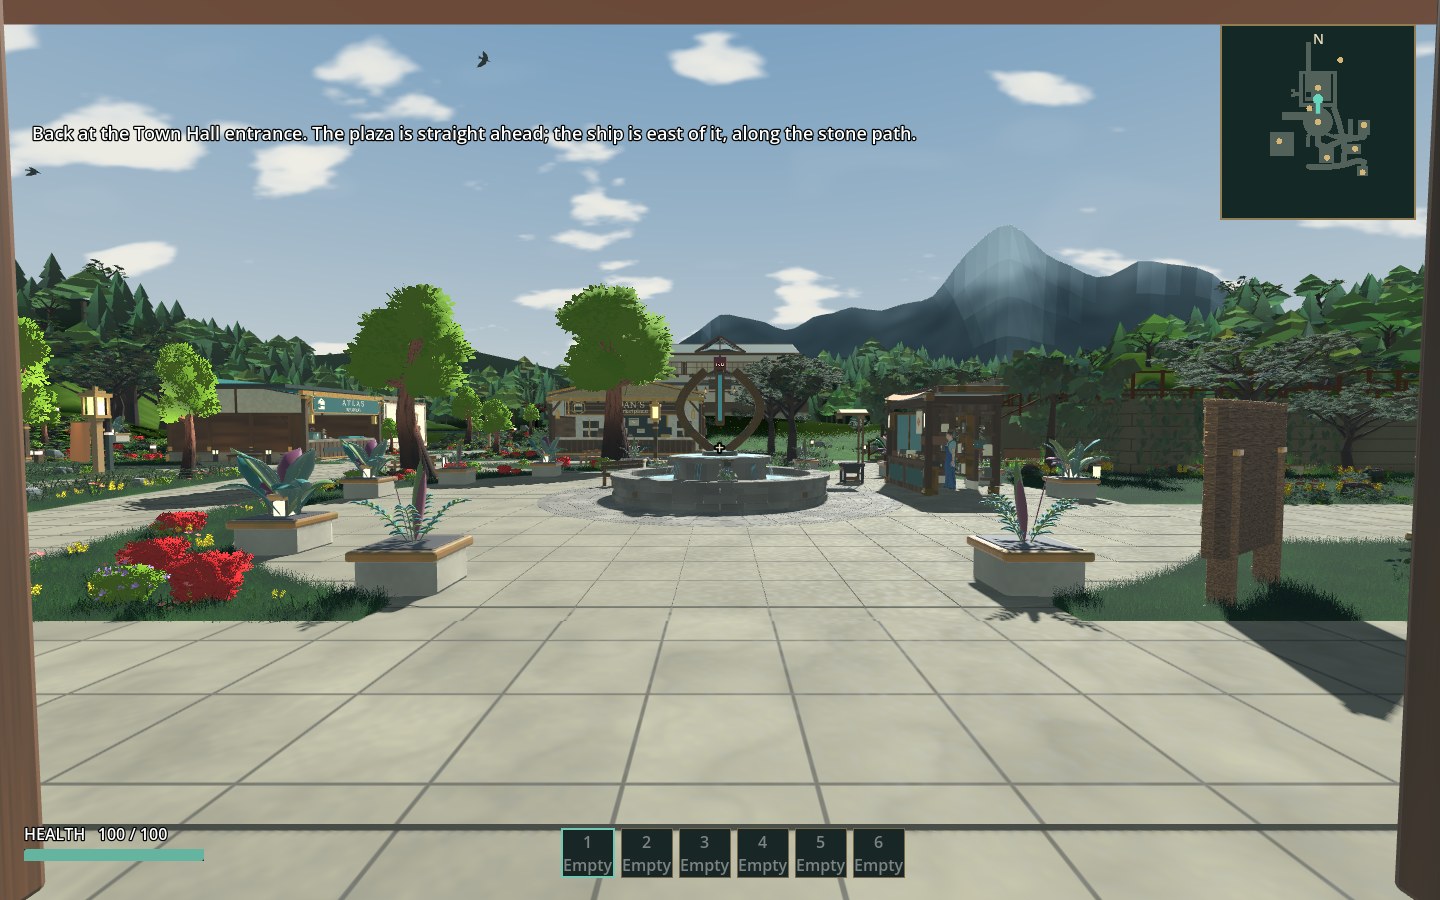 N
Back at the Town Hall entrance. The plaza is straight ahead; the ship is east of it, along the stone path.
ATLAS
HEALTH 100 / 100
1 2 3 4 5 6
Empty Empty Empty Empty Empty Empty